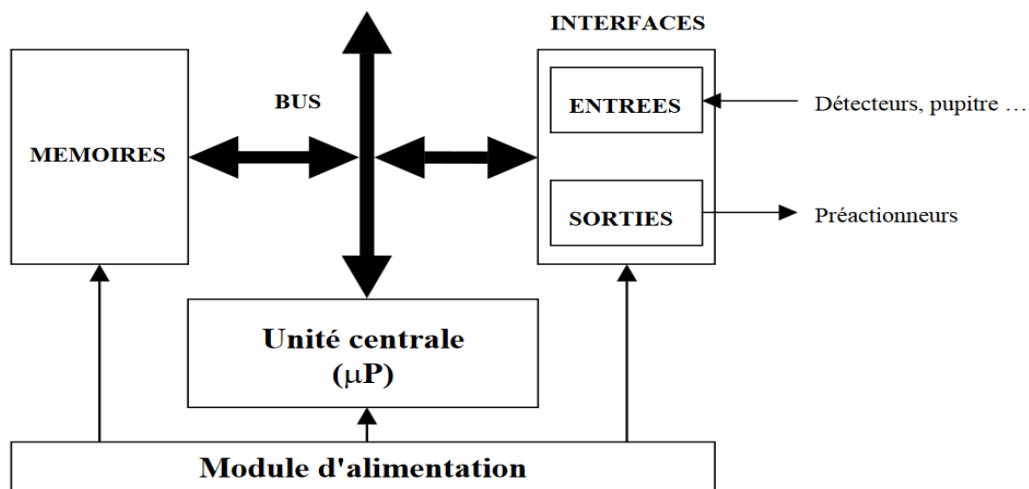 INTERFACES
BUS
ENTREES
Détecteurs, pupitre …
MEMOIRES
SORTIES
Préactionneurs
Unité centrale
(µP)
Module d'alimentation